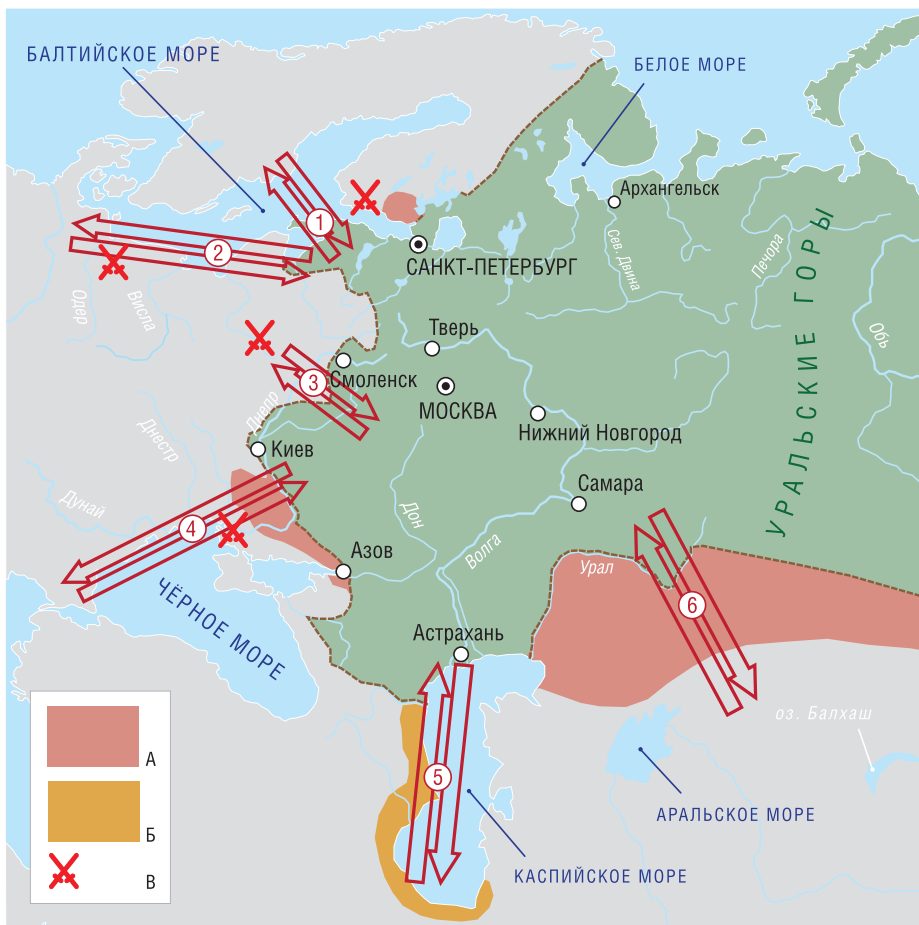 БАЛТИЙСКОЕ МОРЕ
БЕЛОЕ МОРЕ
Архангельск
1
2
САНКТ-ПЕТЕРБУРГ
Сев. Двина
Печора
УРАЛЬСКИЕ ГОРЫ
Обь
Одер
Висла
Тверь
3
Смоленск
МОСКВА
Днепр
Нижний Новгород
Киев
Днестр
Самара
Дунай
4
Дон
Волга
Азов
Урал
ЧЁРНОЕ МОРЕ
6
Астрахань
оз. Балхаш
5
АРАЛЬСКОЕ МОРЕ
КАСПИЙСКОЕ МОРЕ
А
Б
В